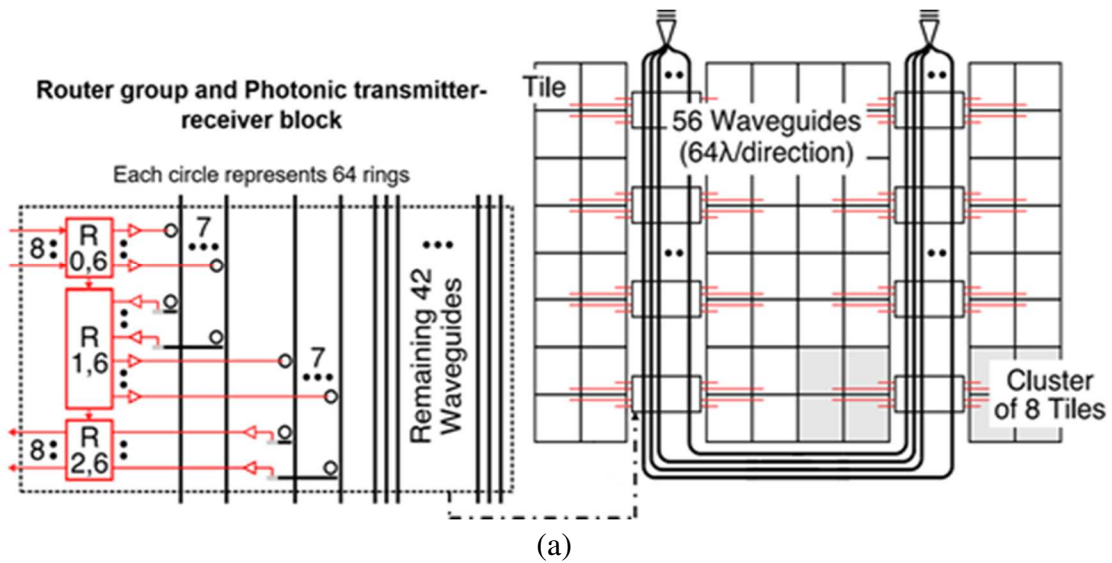 Router group and Photonic transmitter-
receiver block
Each circle represents 64 rings
8
R
0,6
7
R
1,6
7
8
R
2,6
Remaining 42
Waveguides
Tile
56 Waveguides
(64λ/direction)
Cluster
of 8 Tiles
(a)